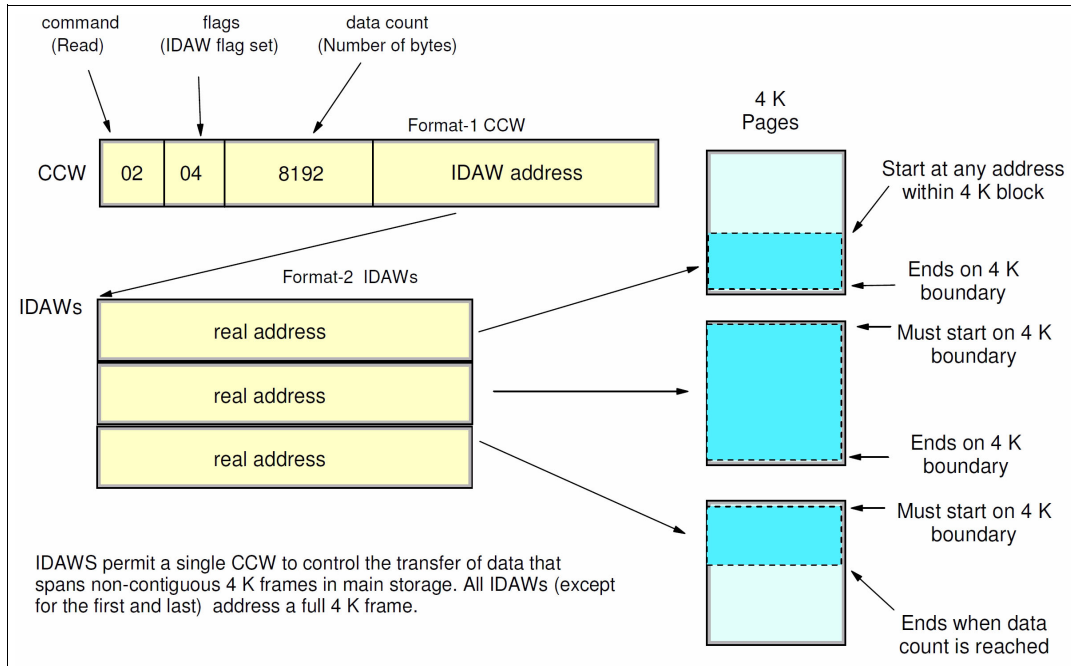 command
(Read)
flags
(IDAW flag set)
data count
(Number of bytes)
Format-1 CCW
CCW
02
04
8192
IDAW address
4 K
Pages
Start at any address
within 4 K block
Ends on 4 K
boundary
Format-2 IDAWs
IDAWs
real address
real address
real address
Must start on 4 K
boundary
Ends on 4 K
boundary
Must start on 4 K
boundary
Ends when data
count is reached
IDAWS permit a single CCW to control the transfer of data that
spans non-contiguous 4 K frames in main storage. All IDAWs (except
for the first and last) address a full 4 K frame.